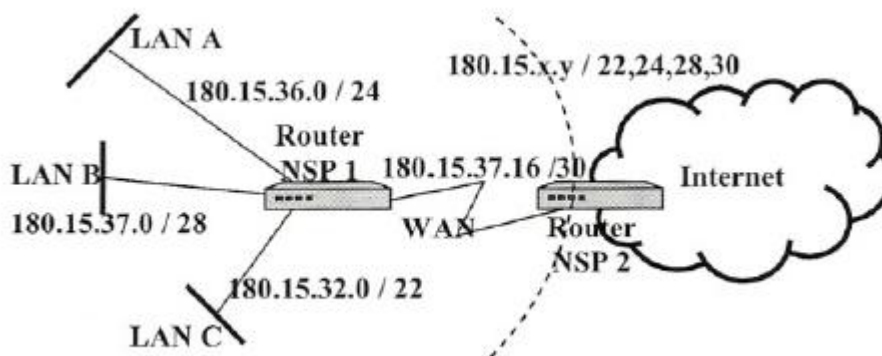 LAN A
180.15.x.y / 22,24,28,30
180.15.36.0 / 24
Router
NSP 1
180.15.37.16 /30
Internet
LAN B
180.15.37.0 / 28
WAN
Router
NSP 2
180.15.32.0 / 22
LAN C